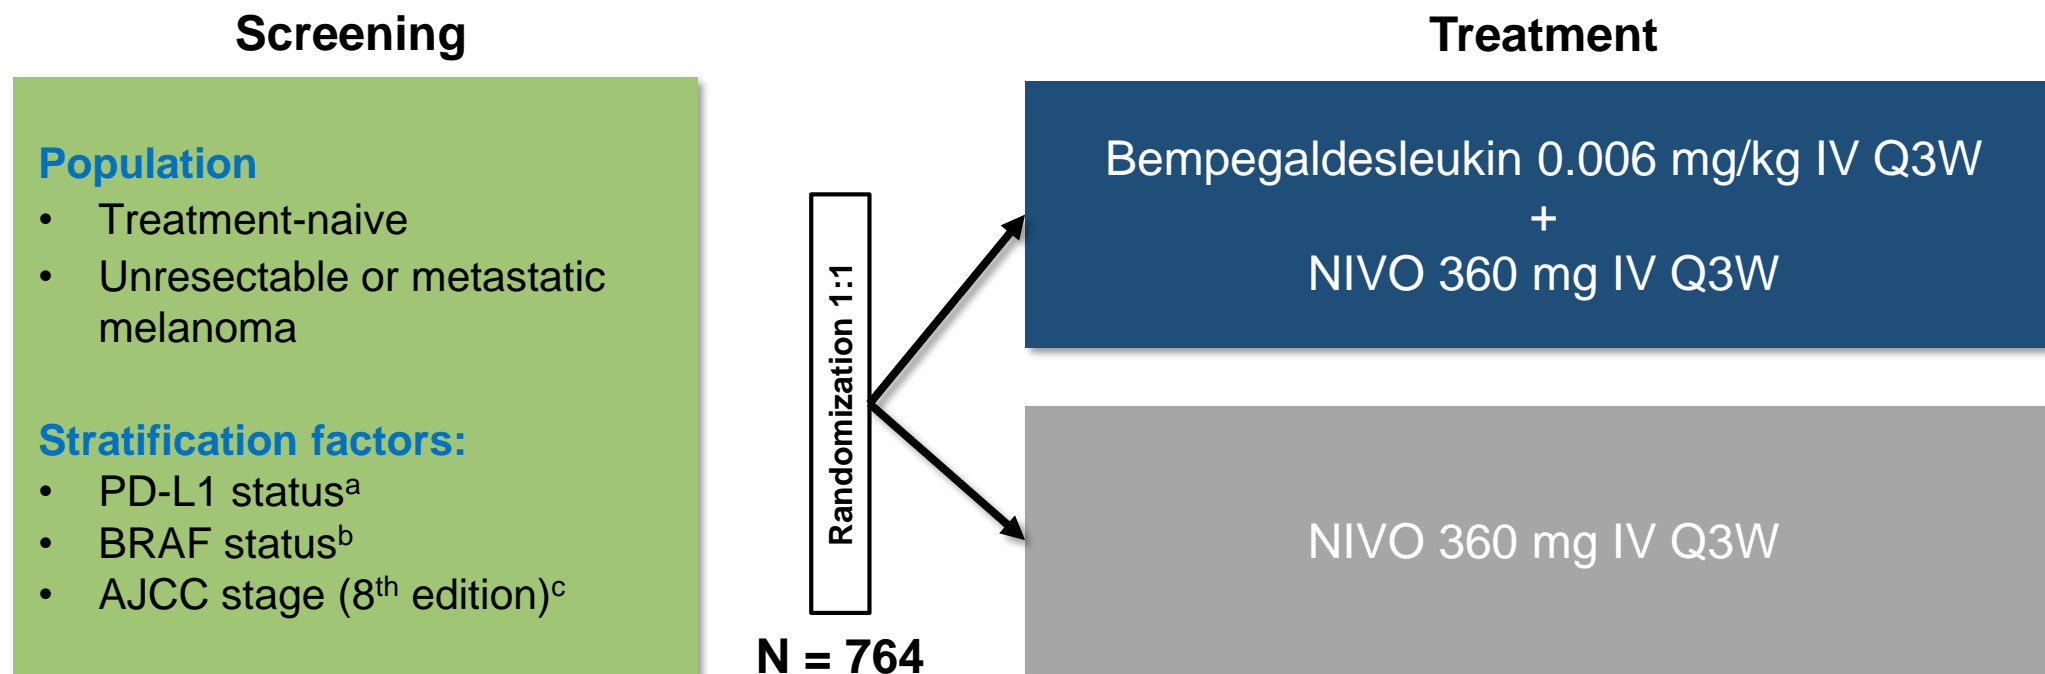 Screening
Population
• Treatment-naive
• Unresectable or metastatic
melanoma
Stratification factors:
• PD-L1 statusᵃ
• BRAF statusᵇ
• AJCC stage (8ᵗʰ edition)ᶜ
Randomization 1:1
N = 764
Treatment
Bempegaldesleukin 0.006 mg/kg IV Q3W
+
NIVO 360 mg IV Q3W
NIVO 360 mg IV Q3W